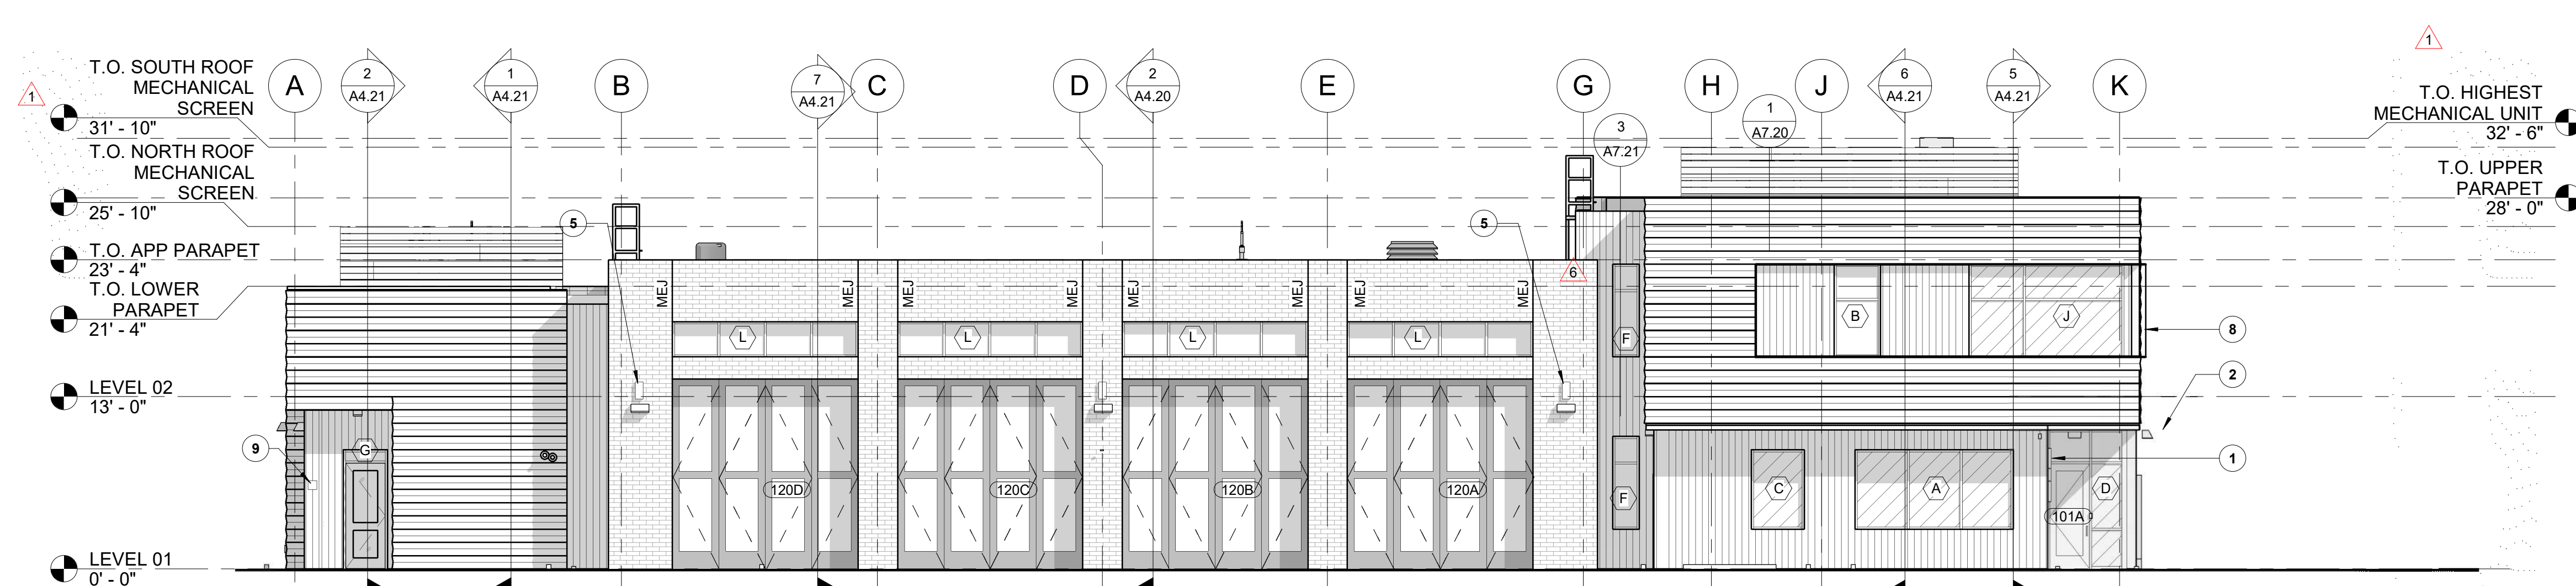 T.O. SOUTH ROOF
MECHANICAL
SCREEN
31' - 10"
T.O. NORTH ROOF
MECHANICAL
SCREEN
25' - 10"
T.O. APP PARAPET
23' - 4"
T.O. LOWER
PARAPET
21' - 4"
LEVEL 02
13' - 0"
LEVEL 01
0' - 0"
1
A
2
A4.21
1
A4.21
B
7
A4.21
C
D
2
A4.20
E
G
3
A7.21
H
1
A7.20
J
6
A4.21
5
A4.21
K
1
T.O. HIGHEST
MECHANICAL UNIT
32' - 6"
T.O. UPPER
PARAPET
28' - 0"
5
5
6
MEJ
MEJ
MEJ
MEJ
MEJ
MEJ
MEJ
MEJ
L
L
L
L
F
B
J
8
2
9
G
120D
120C
120B
120A
F
C
A
D
101A
1